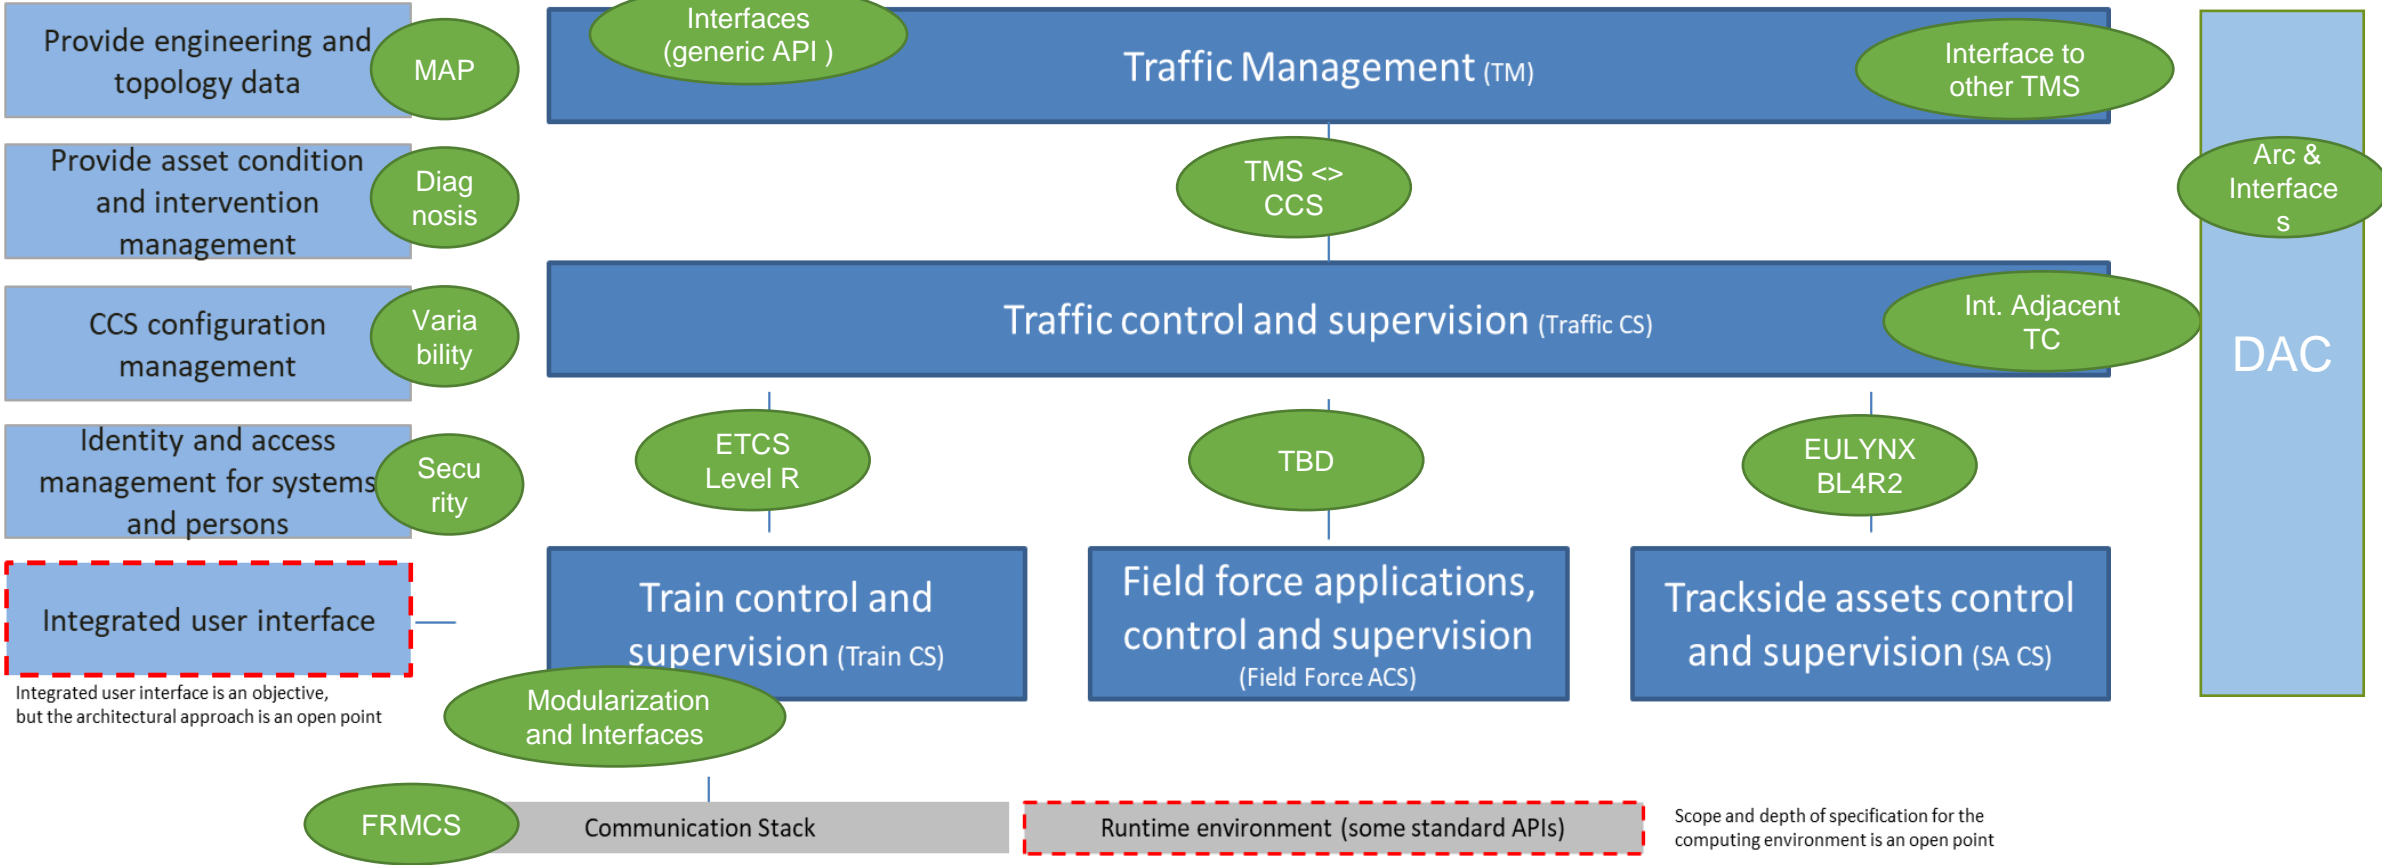 Provide engineering and
topology data
MAP
Interfaces
(generic API )
Traffic Management (TM)
Interface to
other TMS
Provide asset condition
and intervention
management
Diag
nosis
TMS <>
CCS
Arc &
Interface
s
CCS configuration
management
Varia
bility
Traffic control and supervision (Traffic CS)
Int. Adjacent
TC
DAC
Identity and access
management for systems
and persons
Secu
rity
ETCS
Level R
TBD
EULYNX
BL4R2
Integrated user interface
Integrated user interface is an objective,
but the architectural approach is an open point
Train control and
supervision (Train CS)
Modularization
and Interfaces
Field force applications,
control and supervision
(Field Force ACS)
Trackside assets control
and supervision (SA CS)
FRMCS
Communication Stack
Runtime environment (some standard APIs)
Scope and depth of specification for the
computing environment is an open point